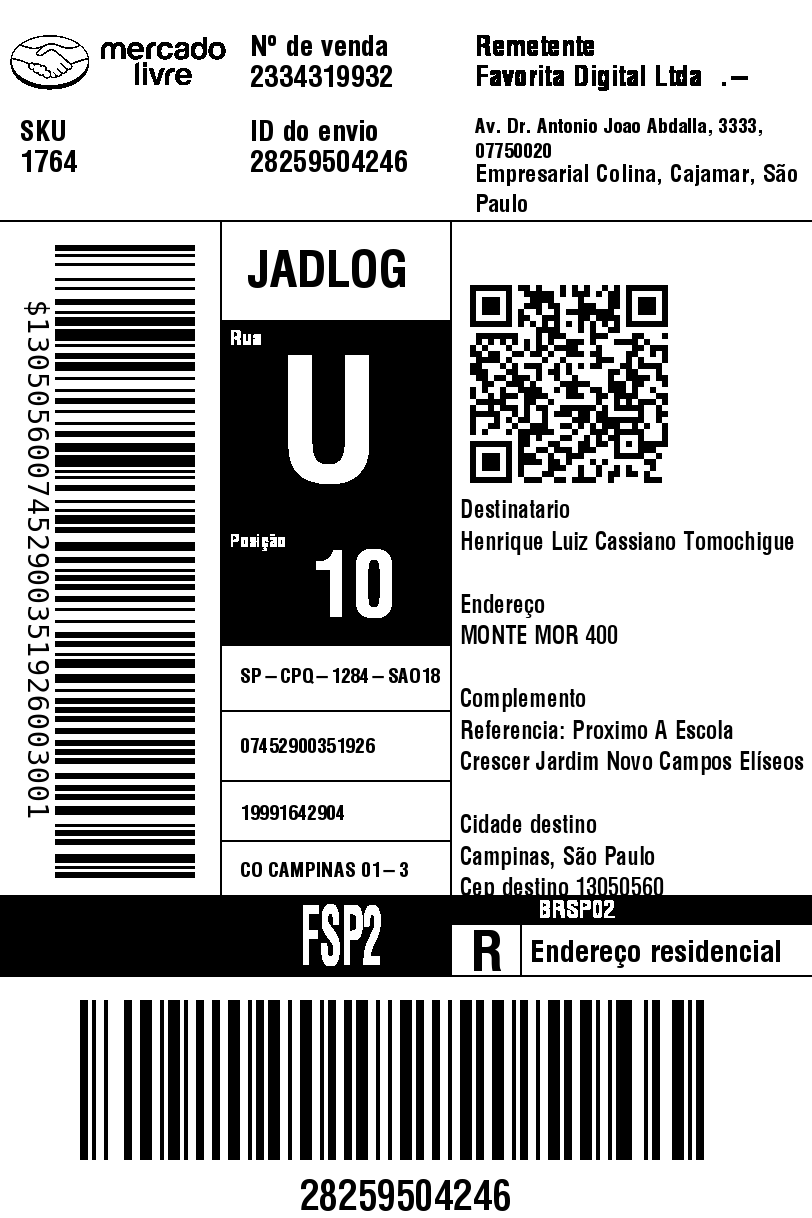 mercado
livre
Nº de venda
2334319932
Remetente
Favorita Digital Ltda .–
SKU
1764
ID do envio
28259504246
Av. Dr. Antonio Joao Abdalla, 3333,
07750020
Empresarial Colina, Cajamar, São
Paulo
$1305056007452900351926003001
JADLOG
Rua
U
Posição
10
SP–CPQ–1284–SAO18
07452900351926
19991642904
CO CAMPINAS 01–3
Destinatario
Henrique Luiz Cassiano Tomochigue
Endereço
MONTE MOR 400
Complemento
Referencia: Proximo A Escola
Crescer Jardim Novo Campos Elíseos
Cidade destino
Campinas, São Paulo
Cep destino 13050560
FSP2
BRSP02
R
Endereço residencial
28259504246